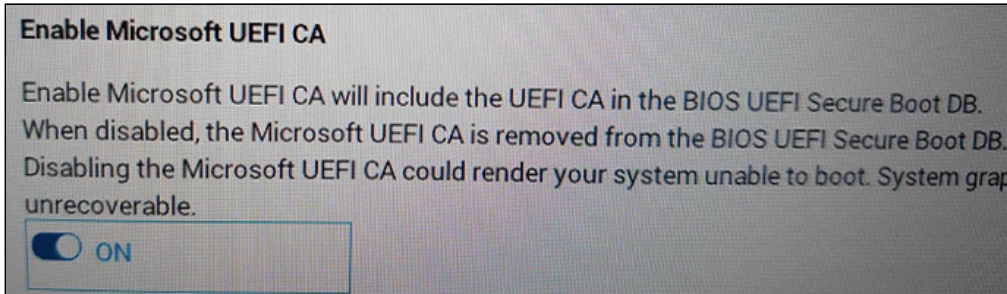 Enable Microsoft UEFI CA
Enable Microsoft UEFI CA will include the UEFI CA in the BIOS UEFI Secure Boot DB.
When disabled, the Microsoft UEFI CA is removed from the BIOS UEFI Secure Boot DB.
Disabling the Microsoft UEFI CA could render your system unable to boot. System
unrecoverable.
ON